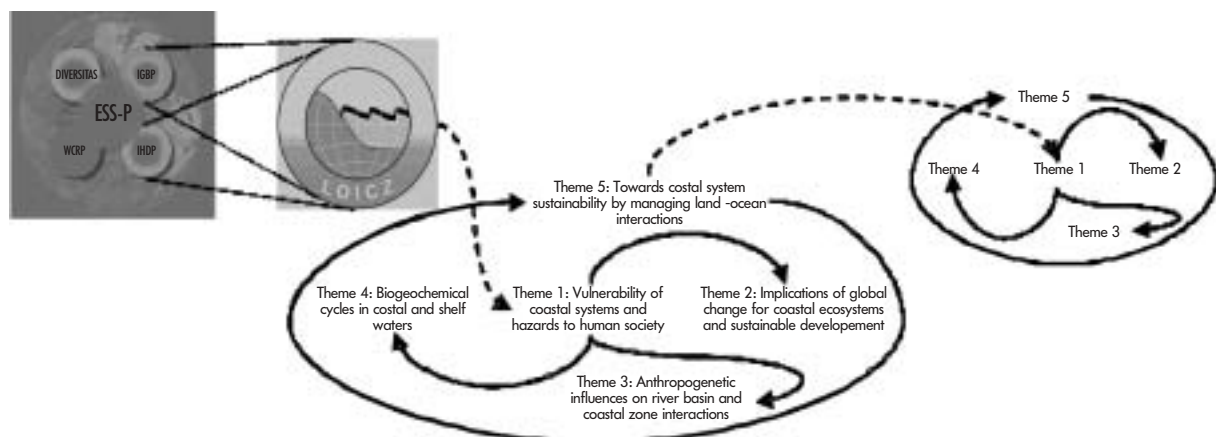 DIVERSITAS
IGBP
ESS-P
WCRP
IHDP
LOICZ
Theme 5: Towards costal system
sustainability by managing land -ocean
interactions
Theme 4: Biogeochemical
cycles in costal and shelf
waters
Theme 1: Vulnerability of
coastal systems and
hazards to human society
Theme 2: Implications of global
change for coastal ecosystems
and sustainable developement
Theme 3: Anthropogenetic
influences on river basin and
coastal zone interactions
Theme 5
Theme 4
Theme 1
Theme 2
Theme 3